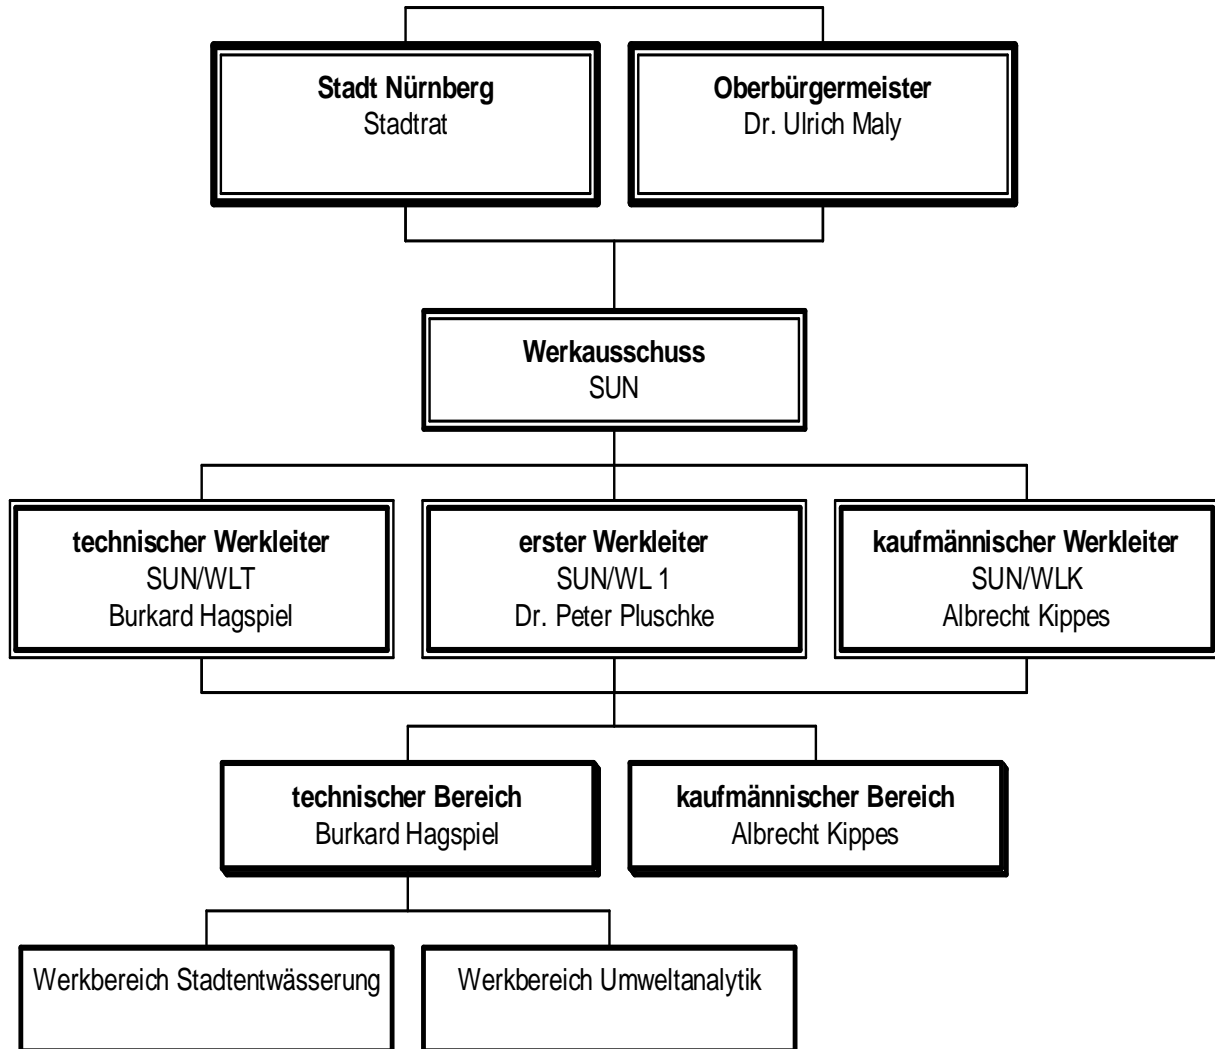 Stadt Nürnberg
Stadtrat
Oberbürgermeister
Dr. Ulrich Maly
Werkausschuss
SUN
technischer Werkleiter
SUN/WLT
Burkard Hagspiel
erster Werkleiter
SUN/WL 1
Dr. Peter Pluschke
kaufmännischer Werkleiter
SUN/WLK
Albrecht Kippes
technischer Bereich
Burkard Hagspiel
kaufmännischer Bereich
Albrecht Kippes
Werkbereich Stadtentwässerung
Werkbereich Umweltanalytik